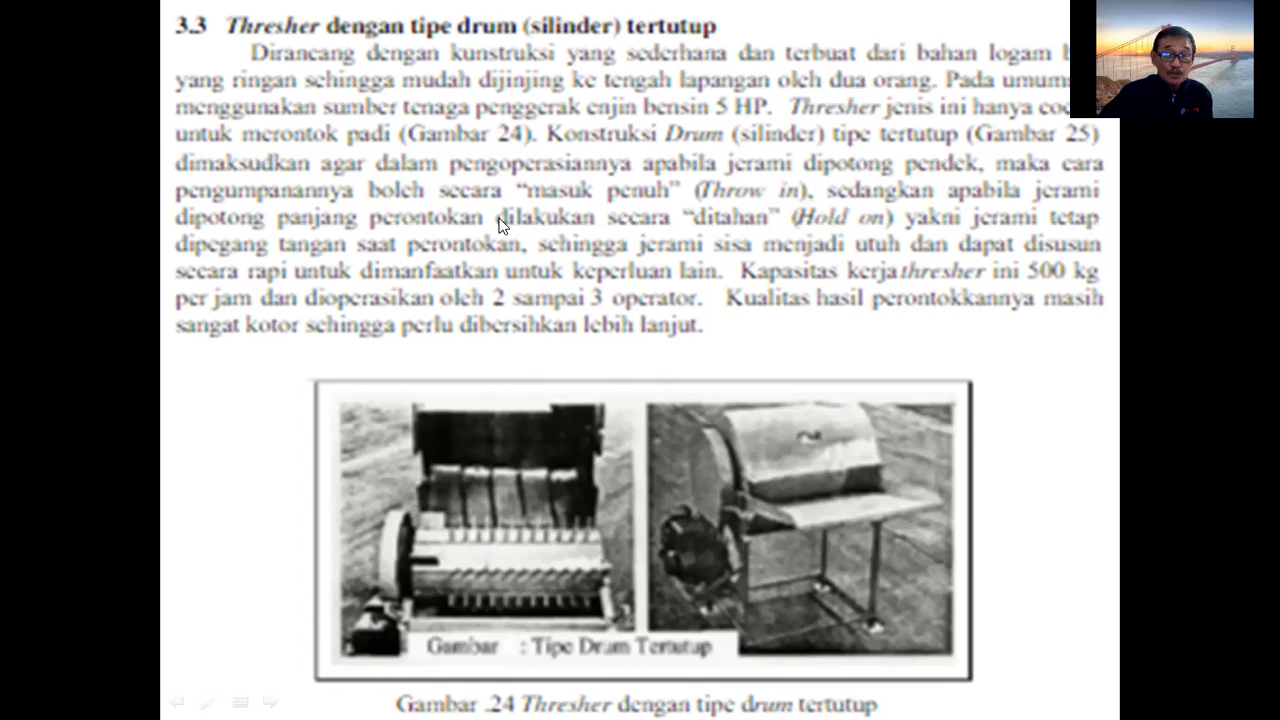 3.3 Thresher dengan tipe drum (silinder) tertutup
Dirancang dengan kunstruksi yang sederhana dan terbuat dari bahan logam
yang ringan sehingga mudah dijinjing ke tengah lapangan oleh dua orang. Pada
menggunakan sumber tenaga penggerak enjin bensin 5 HP. Thresher jenis ini hanya
untuk merontok padi (Gambar 24). Konstruksi Drum (silinder) tipe tertutup (Gambar 25)
dimaksudkan agar dalam pengoperasiannya apabila jerami dipotong pendek, maka cara
pengumpanannya boleh secara “masuk penuh” (Throw in), sedangkan apabila jerami
dipotong panjang perontokan dilakukan secara “ditahan” (Hold on) yakni jerami tetap
dipegang tangan saat perontokan, sehingga jerami sisa menjadi utuh dan dapat disusun
secara rapi untuk dimanfaatkan untuk keperluan lain. Kapasitas kerja thresher ini 500 kg
per jam dan dioperasikan oleh 2 sampai 3 operator. Kualitas hasil perontokkannya masih
sangat kotor sehingga perlu dibersihkan lebih lanjut.
Gambar : Tipe Drum Tertutup
Gambar .24 Thresher dengan tipe drum tertutup